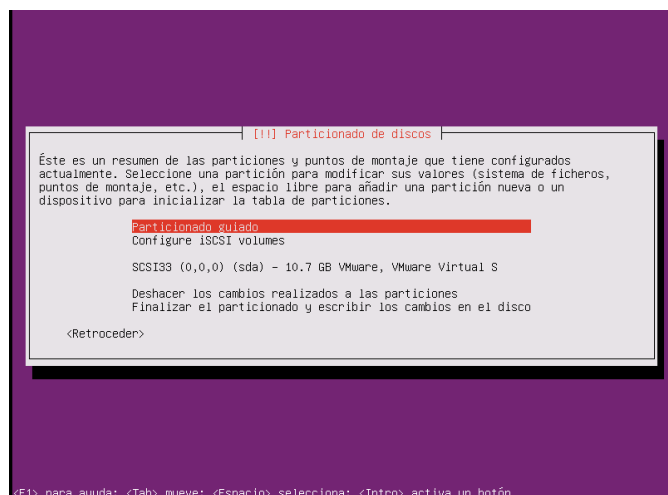 [!!] Particionado de discos
Éste es un resumen de las particiones y puntos de montaje que tiene configurados
actualmente. Seleccione una partición para modificar sus valores (sistema de ficheros,
puntos de montaje, etc.), el espacio libre para añadir una partición nueva o un
dispositivo para inicializar la tabla de particiones.
Particionado guiado
Configure iSCSI volumes
SCSI33 (0,0,0) (sda) - 10.7 GB VMware, VMware Virtual S
Deshacer los cambios realizados a las particiones
Finalizar el particionado y escribir los cambios en el disco
<Retroceder>
<F1> para ayuda; <Tab> mueve; <Espacio> selecciona; <Intro> activa un botón